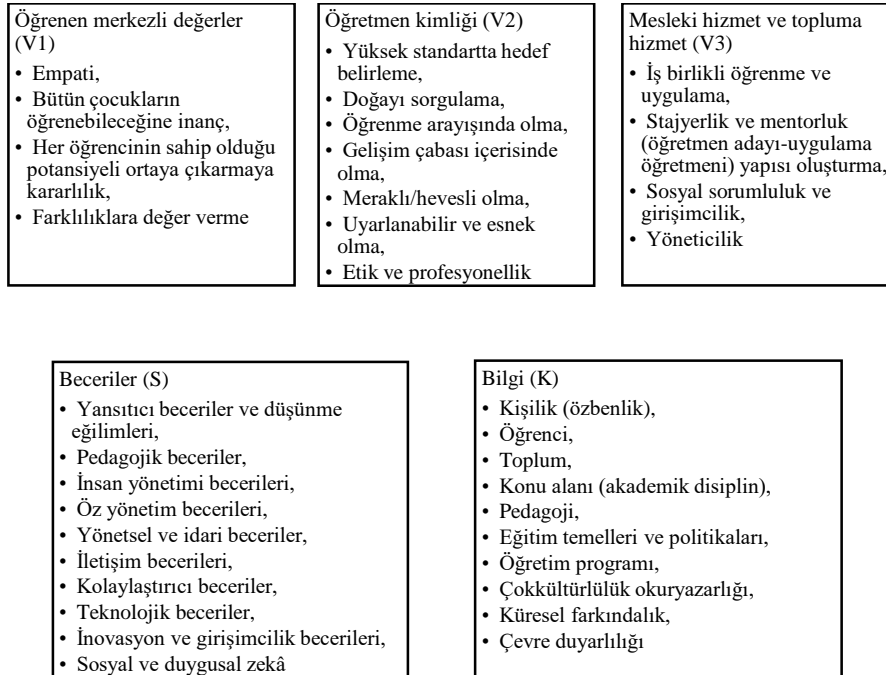 Öğrenen merkezli değerler
(V1)
• Empati,
• Bütün çocukların
öğrenebileceğine inanç,
• Her öğrencinin sahip olduğu
potansiyeli ortaya çıkarmaya
kararlılık,
• Farklılıklara değer verme
Öğretmen kimliği (V2)
• Yüksek standartta hedef
belirleme,
• Doğayı sorgulama,
• Öğrenme arayışında olma,
• Gelişim çabası içerisinde
olma,
• Meraklı/hevesli olma,
• Uyarlanabilir ve esnek
olma,
• Etik ve profesyonellik
Mesleki hizmet ve topluma
hizmet (V3)
• İş birlikli öğrenme ve
uygulama,
• Stajyerlik ve mentorluk
(öğretmen adayı-uygulama
öğretmeni) yapısı oluşturma,
• Sosyal sorumluluk ve
girişimcilik,
• Yöneticilik
Beceriler (S)
• Yansıtıcı beceriler ve düşünme
eğilimleri,
• Pedagojik beceriler,
• İnsan yönetimi becerileri,
• Öz yönetim becerileri,
• Yönetsel ve idari beceriler,
• İletişim becerileri,
• Kolaylaştırıcı beceriler,
• Teknolojik beceriler,
• İnovasyon ve girişimcilik becerileri,
• Sosyal ve duygusal zekâ
Bilgi (K)
• Kişilik (özbenlik),
• Öğrenci,
• Toplum,
• Konu alanı (akademik disiplin),
• Pedagoji,
• Eğitim temelleri ve politikaları,
• Öğretim programı,
• Çokkültürlülük okuryazarlığı,
• Küresel farkındalık,
• Çevre duyarlılığı